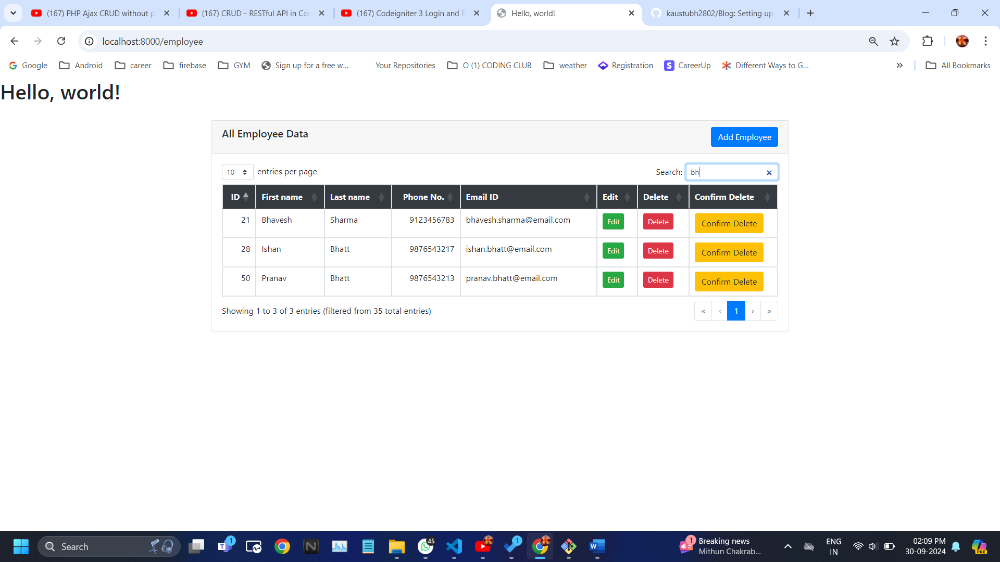 (167) PHP Ajax CRUD without p
(167) CRUD - RESTful API in Coc
(167) Codeigniter 3 Login and R
Hello, world!
kaustubh2802/Blog: Setting up
localhost:8000/employee
Google
Android
career
firebase
GYM
Sign up for a free w...
Your Repositories
O (1) CODING CLUB
weather
Registration
S CareerUp
Different Ways to G...
All Bookmarks
Hello, world!
All Employee Data
Add Employee
10 entries per page
Search: bh
ID First name Last name Phone No. Email ID Edit Delete Confirm Delete
21 Bhavesh Sharma 9123456783 bhavesh.sharma@email.com Edit Delete Confirm Delete
28 Ishan Bhatt 9876543217 ishan.bhatt@email.com Edit Delete Confirm Delete
50 Pranav Bhatt 9876543213 pranav.bhatt@email.com Edit Delete Confirm Delete
Showing 1 to 3 of 3 entries (filtered from 35 total entries)
« ‹ 1 › »
Search
1
45
1
1
Breaking news
Mithun Chakrab...
ENG
IN
02:09 PM
30-09-2024
PRE